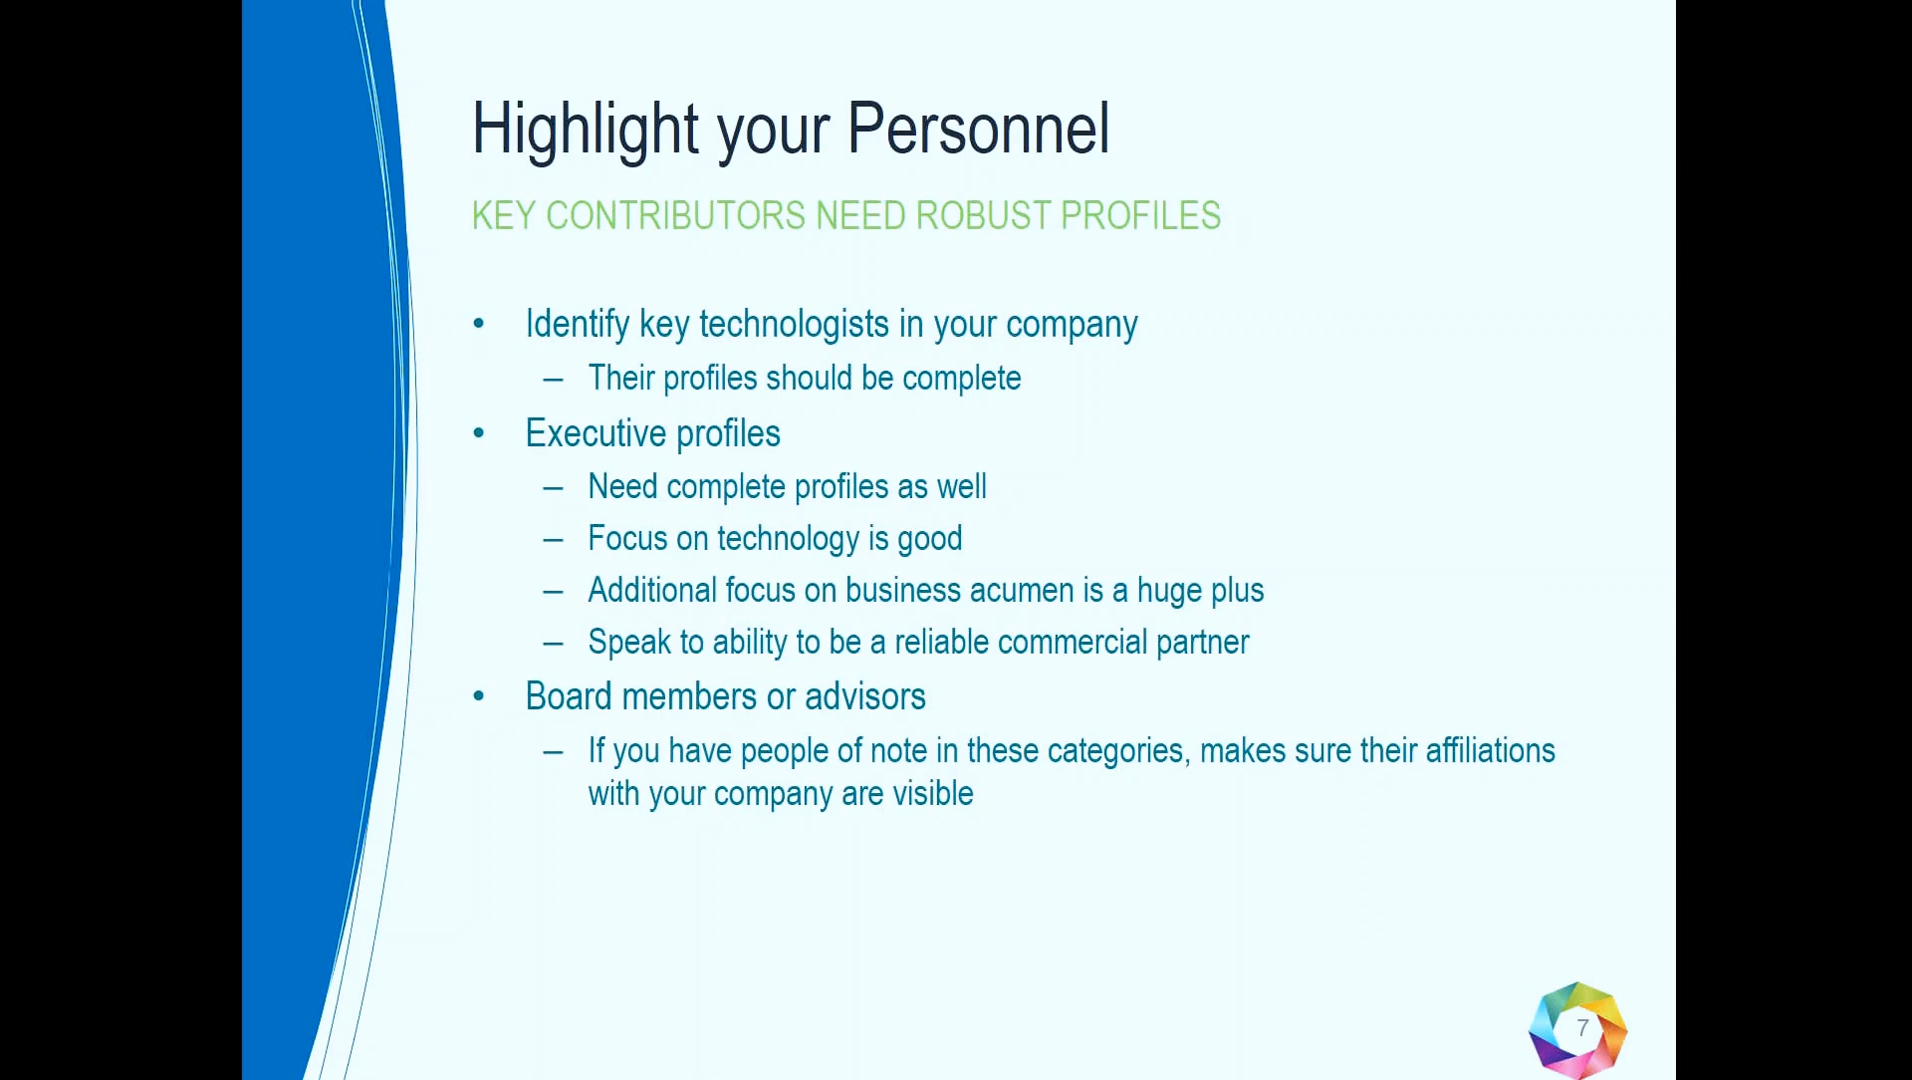 Highlight your Personnel
KEY CONTRIBUTORS NEED ROBUST PROFILES
• Identify key technologists in your company
– Their profiles should be complete
• Executive profiles
– Need complete profiles as well
– Focus on technology is good
– Additional focus on business acumen is a huge plus
– Speak to ability to be a reliable commercial partner
• Board members or advisors
– If you have people of note in these categories, makes sure their affiliations
with your company are visible
7